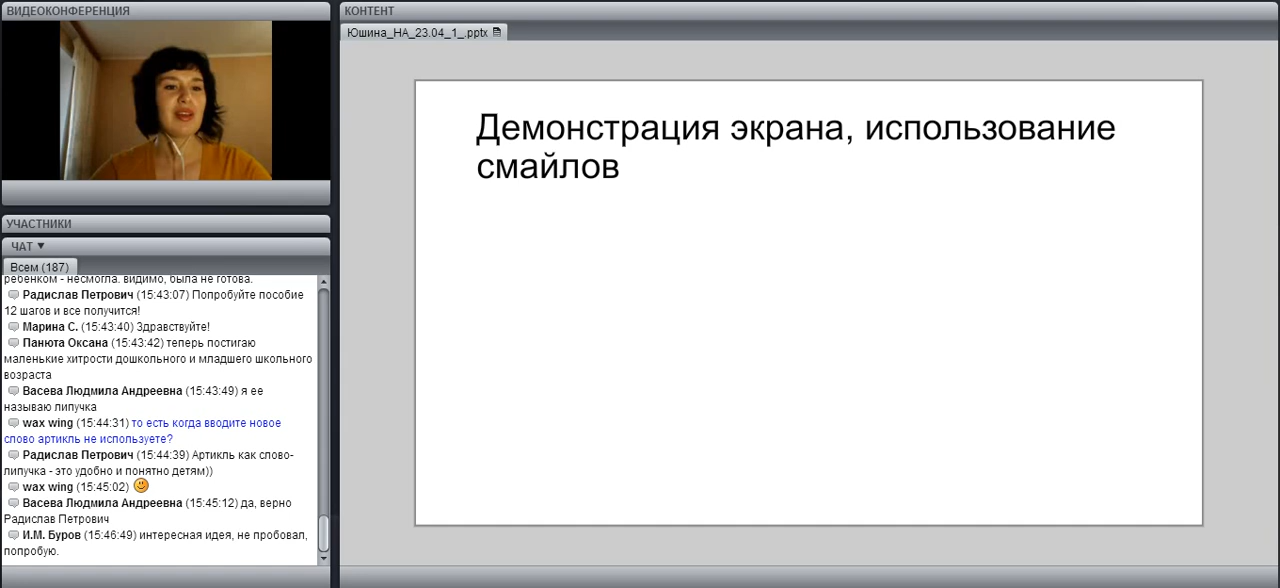 ВИДЕОКОНФЕРЕНЦИЯ
УЧАСТНИКИ
ЧАТ
Всем (187)
ребенком - несмогла. видимо, была не готова.
Радислав Петрович (15:43:07) Попробуйте пособие
12 шагов и все получится!
Марина С. (15:43:40) Здравствуйте!
Панюта Оксана (15:43:42) теперь постигаю
маленькие хитрости дошкольного и младшего школьного
возраста
Васева Людмила Андреевна (15:43:49) я ее
называю липучка
wax wing (15:44:31) то есть когда вводите новое
слово артикль не используете?
Радислав Петрович (15:44:39) Артикль как слово-
липучка - это удобно и понятно детям))
wax wing (15:45:02)
Васева Людмила Андреевна (15:45:12) да, верно
Радислав Петрович
И.М. Буров (15:46:49) интересная идея, не пробовал,
попробую.
КОНТЕНТ
Юшина_НА_23.04_1_.pptx
Демонстрация экрана, использование
смайлов